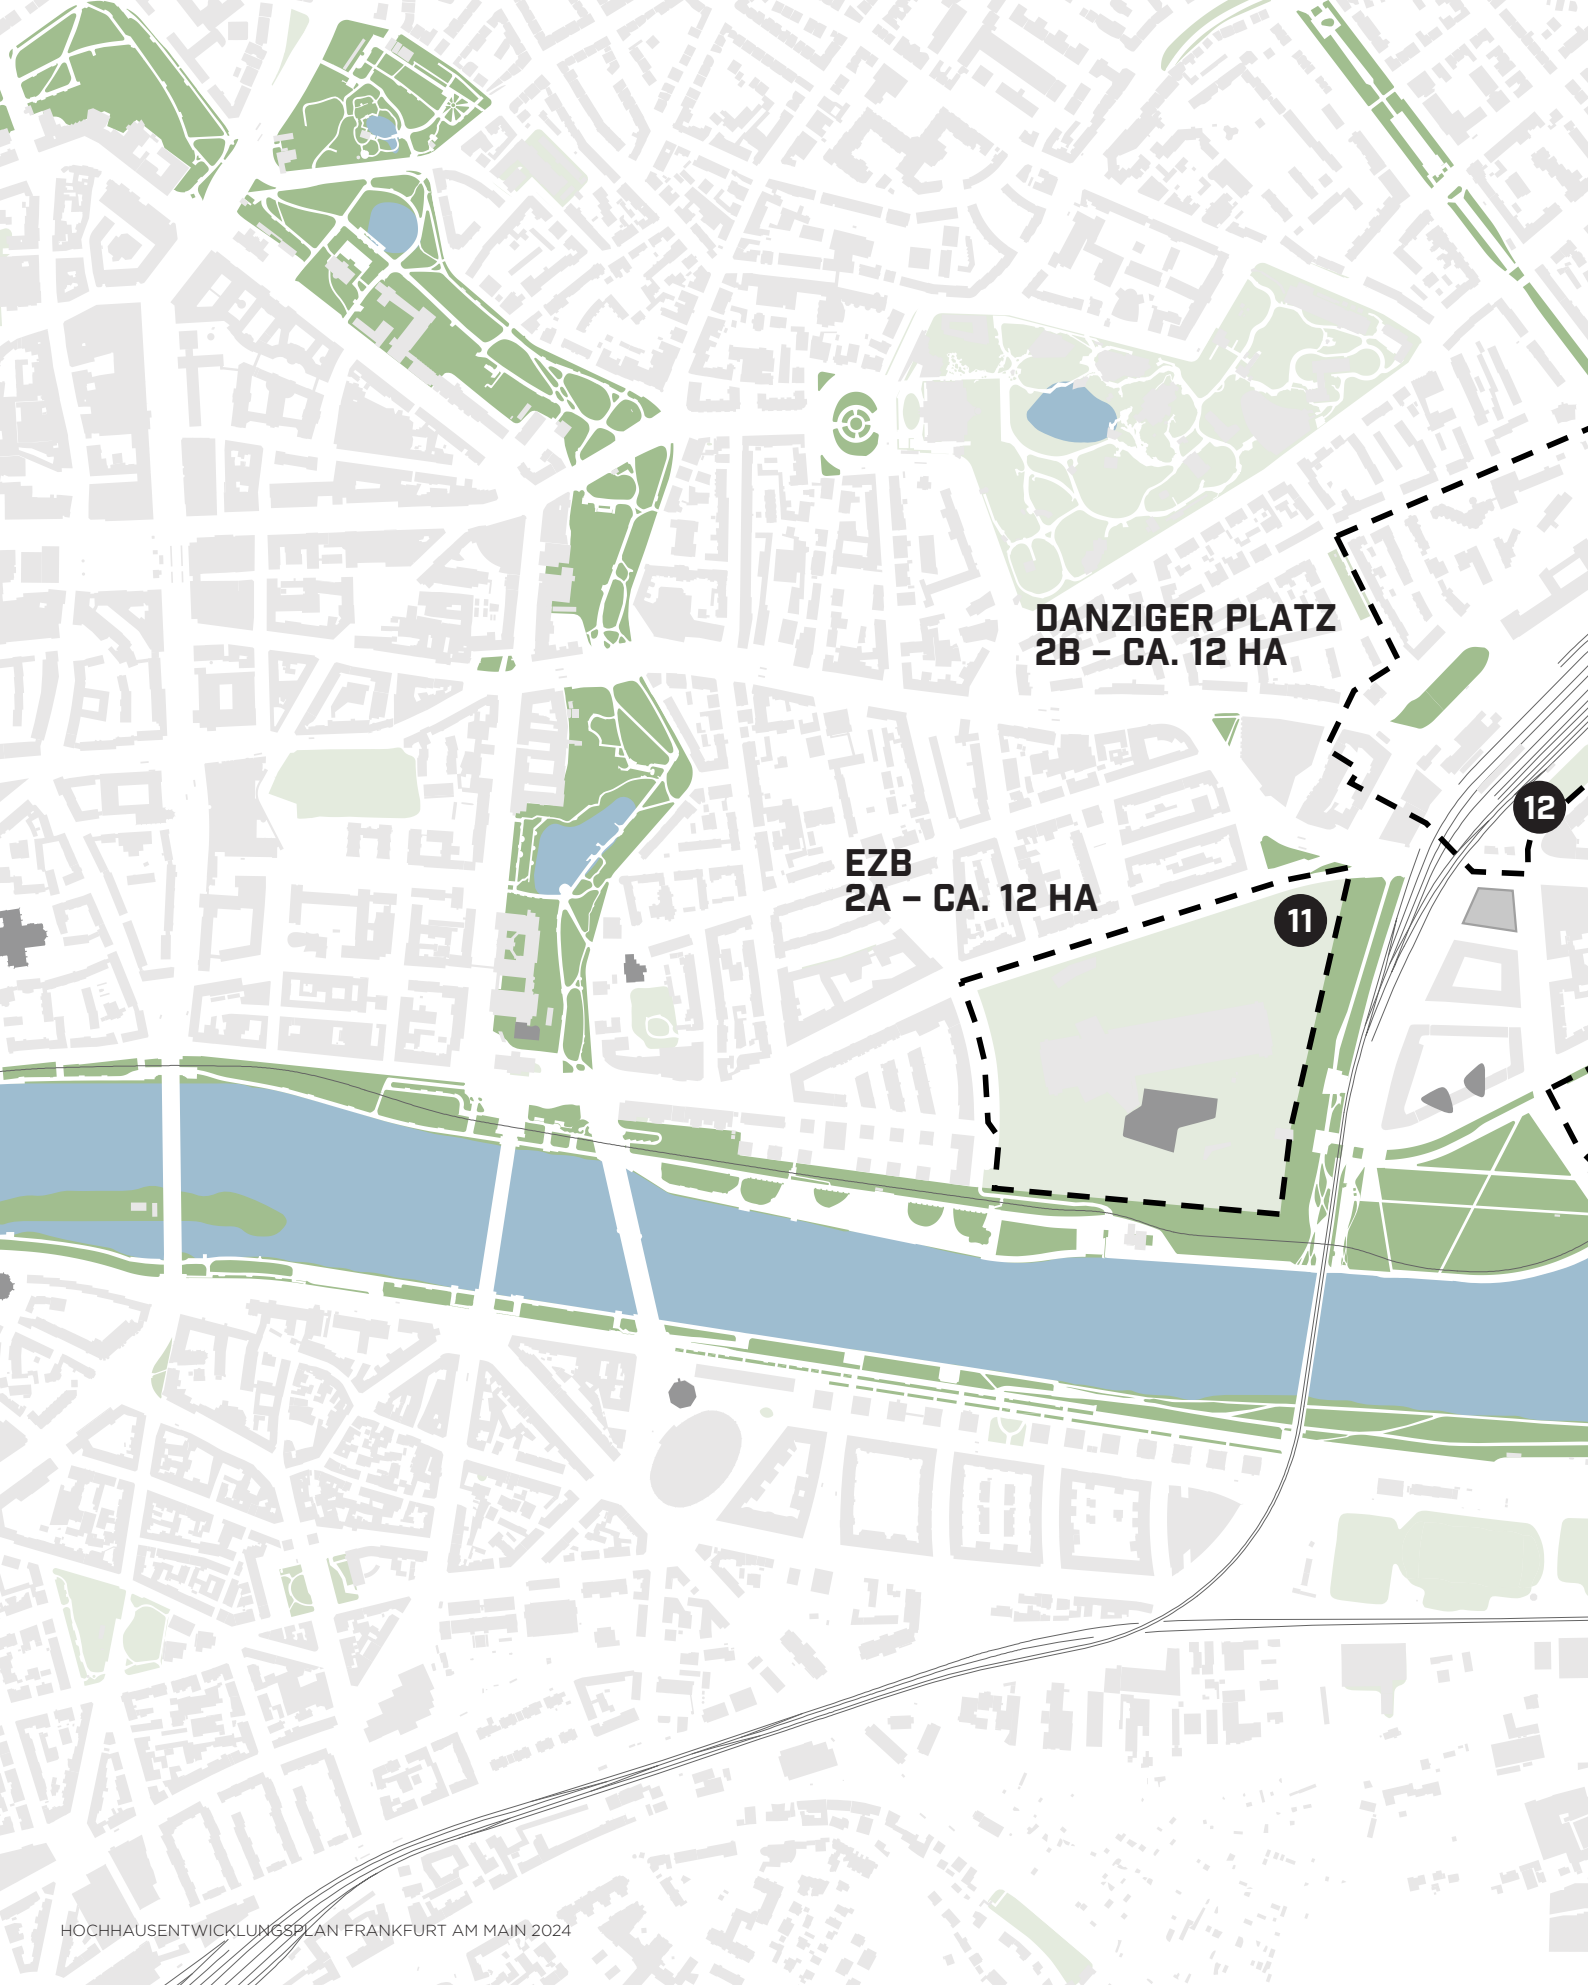 DANZIGER PLATZ
2B – CA. 12 HA
12
EZB
2A – CA. 12 HA
11
HOCHHAUSENTWICKLUNGSPLAN FRANKFURT AM MAIN 2024